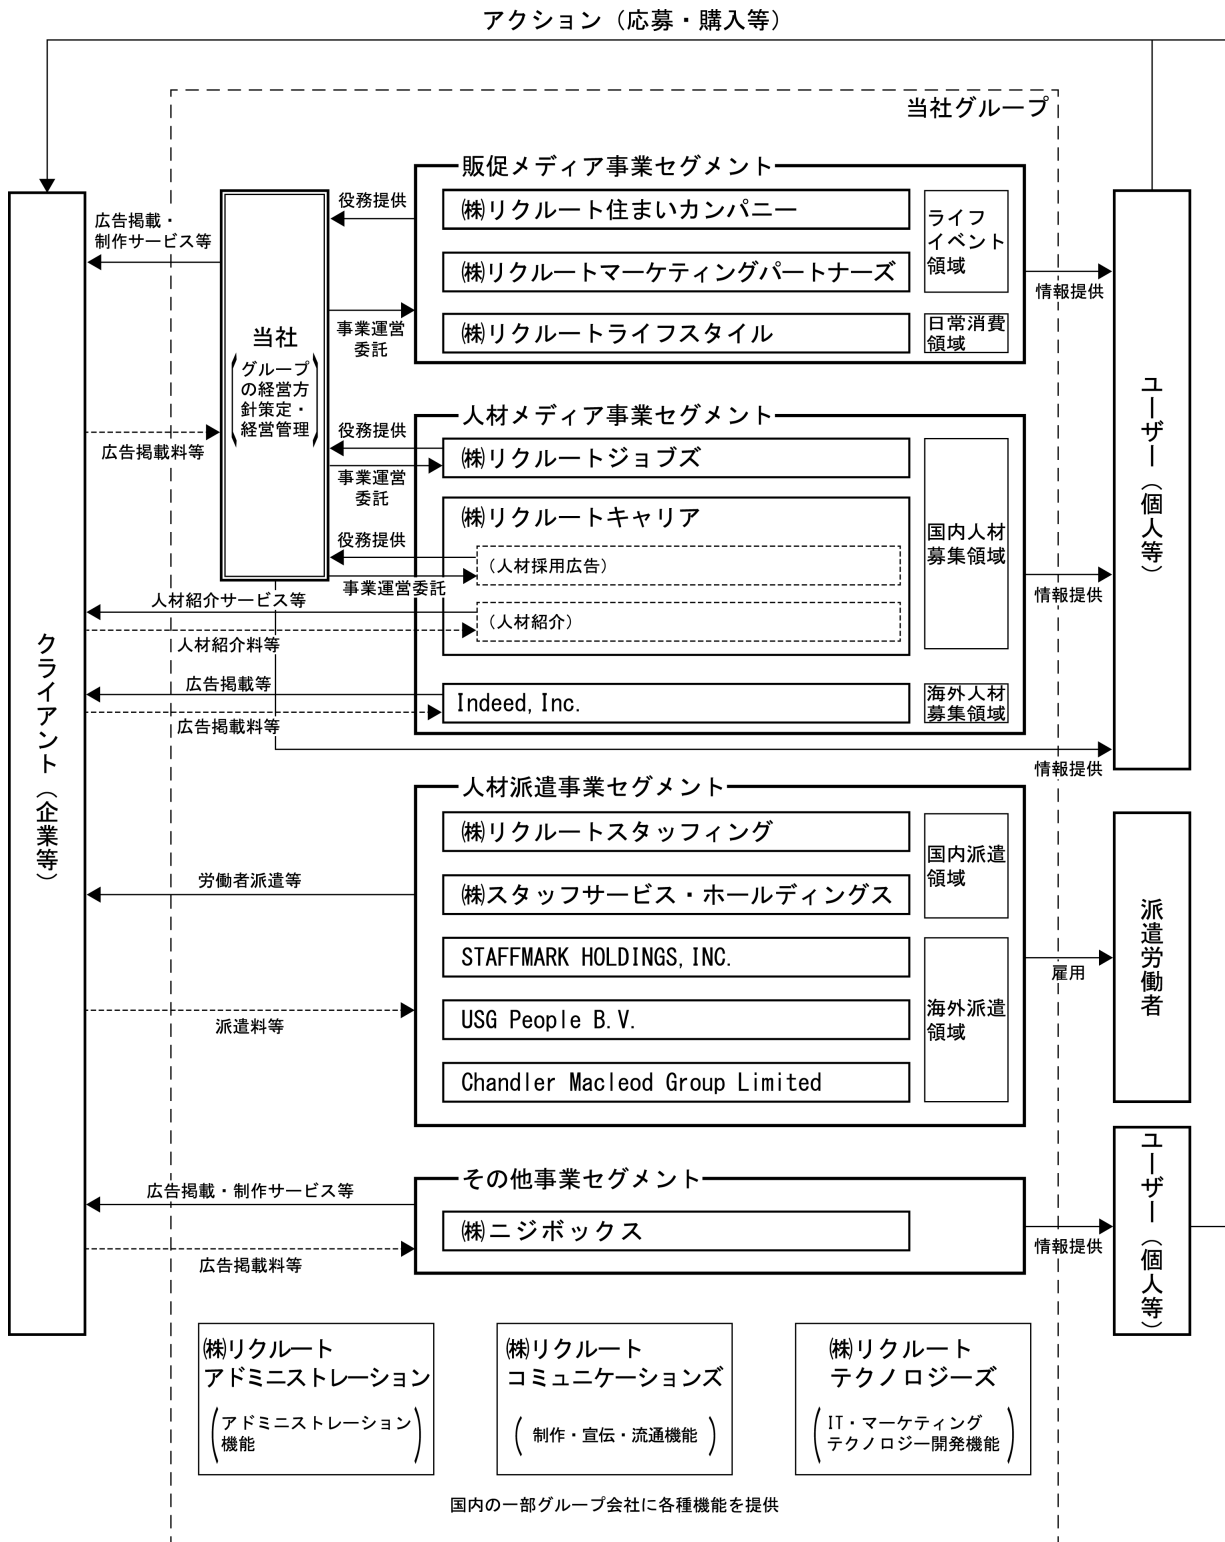 アクション（応募・購入等）
当社グループ
販促メディア事業セグメント
㈱リクルート住まいカンパニー
㈱リクルートマーケティングパートナーズ
㈱リクルートライフスタイル
ライフ
イベント
領域
日常消費
領域
役務提供
事業運営
委託
広告掲載・
制作サービス等
当社
グループ
の経営方
針策定・
経営管理
広告掲載料等
情報提供
人材メディア事業セグメント
㈱リクルートジョブズ
役務提供
事業運営
委託
㈱リクルートキャリア
（人材採用広告）
役務提供
事業運営委託
（人材紹介）
人材紹介サービス等
人材紹介料等
国内人材
募集領域
情報提供
Indeed, Inc.
広告掲載等
広告掲載料等
海外人材
募集領域
情報提供
ユーザー（個人等）
クライアント（企業等）
人材派遣事業セグメント
㈱リクルートスタッフィング
㈱スタッフサービス・ホールディングス
国内派遣
領域
STAFFMARK HOLDINGS, INC.
USG People B.V.
Chandler Macleod Group Limited
海外派遣
領域
労働者派遣等
派遣料等
雇用
派遣労働者
その他事業セグメント
㈱ニジボックス
広告掲載・制作サービス等
広告掲載料等
情報提供
ユーザー（個人等）
㈱リクルート
アドミニストレーション
アドミニストレーション
機能
㈱リクルート
コミュニケーションズ
制作・宣伝・流通機能
㈱リクルート
テクノロジーズ
IT・マーケティング
テクノロジー開発機能
国内の一部グループ会社に各種機能を提供